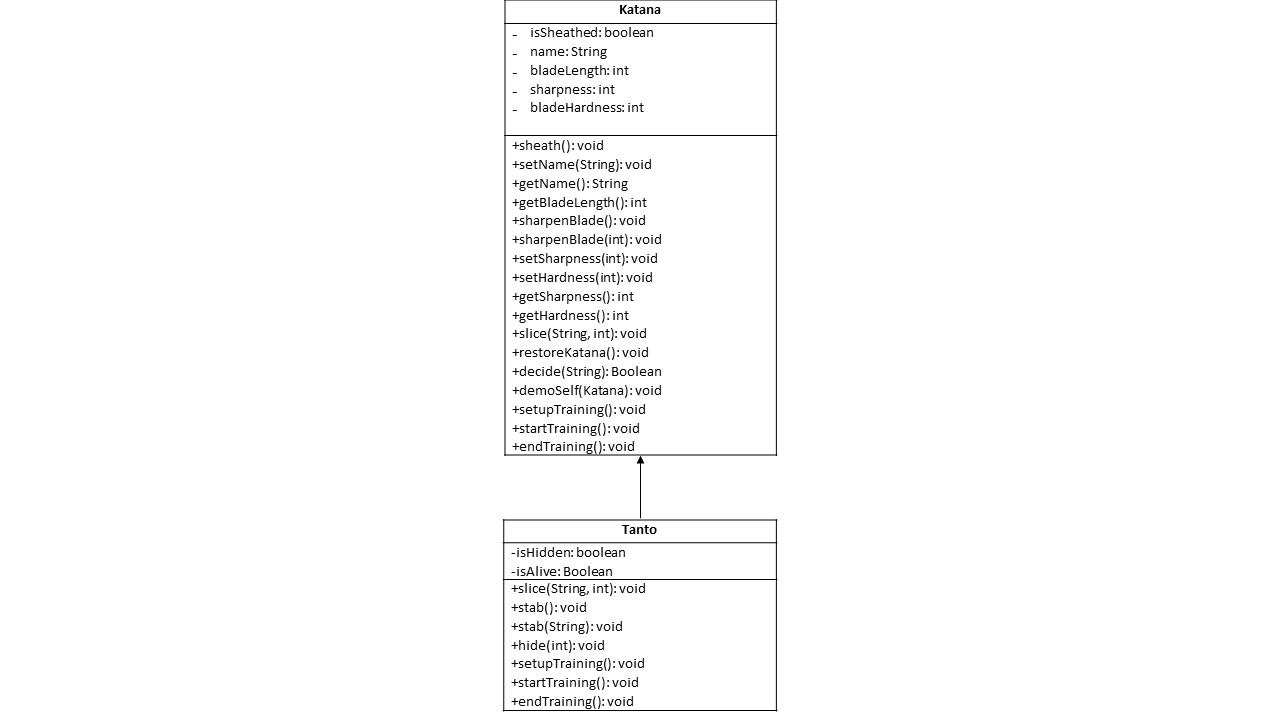 Katana
- isSheathed: boolean
- name: String
- bladeLength: int
- sharpness: int
- bladeHardness: int
+sheath(): void
+setName(String): void
+getName(): String
+getBladeLength(): int
+sharpenBlade(): void
+sharpenBlade(int): void
+setSharpness(int): void
+setHardness(int): void
+getSharpness(): int
+getHardness(): int
+slice(String, int): void
+restoreKatana(): void
+decide(String): Boolean
+demoSelf(Katana): void
+setupTraining(): void
+startTraining(): void
+endTraining(): void
Tanto
-isHidden: boolean
-isAlive: Boolean
+slice(String, int): void
+stab(): void
+stab(String): void
+hide(int): void
+setupTraining(): void
+startTraining(): void
+endTraining(): void